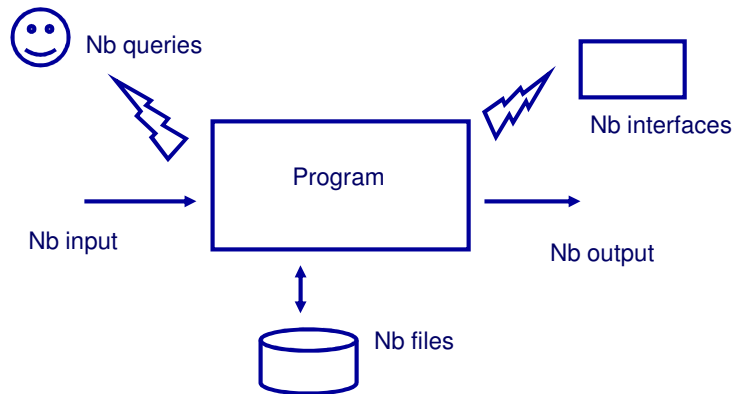 Nb queries
Nb interfaces
Program
Nb input
Nb output
Nb files